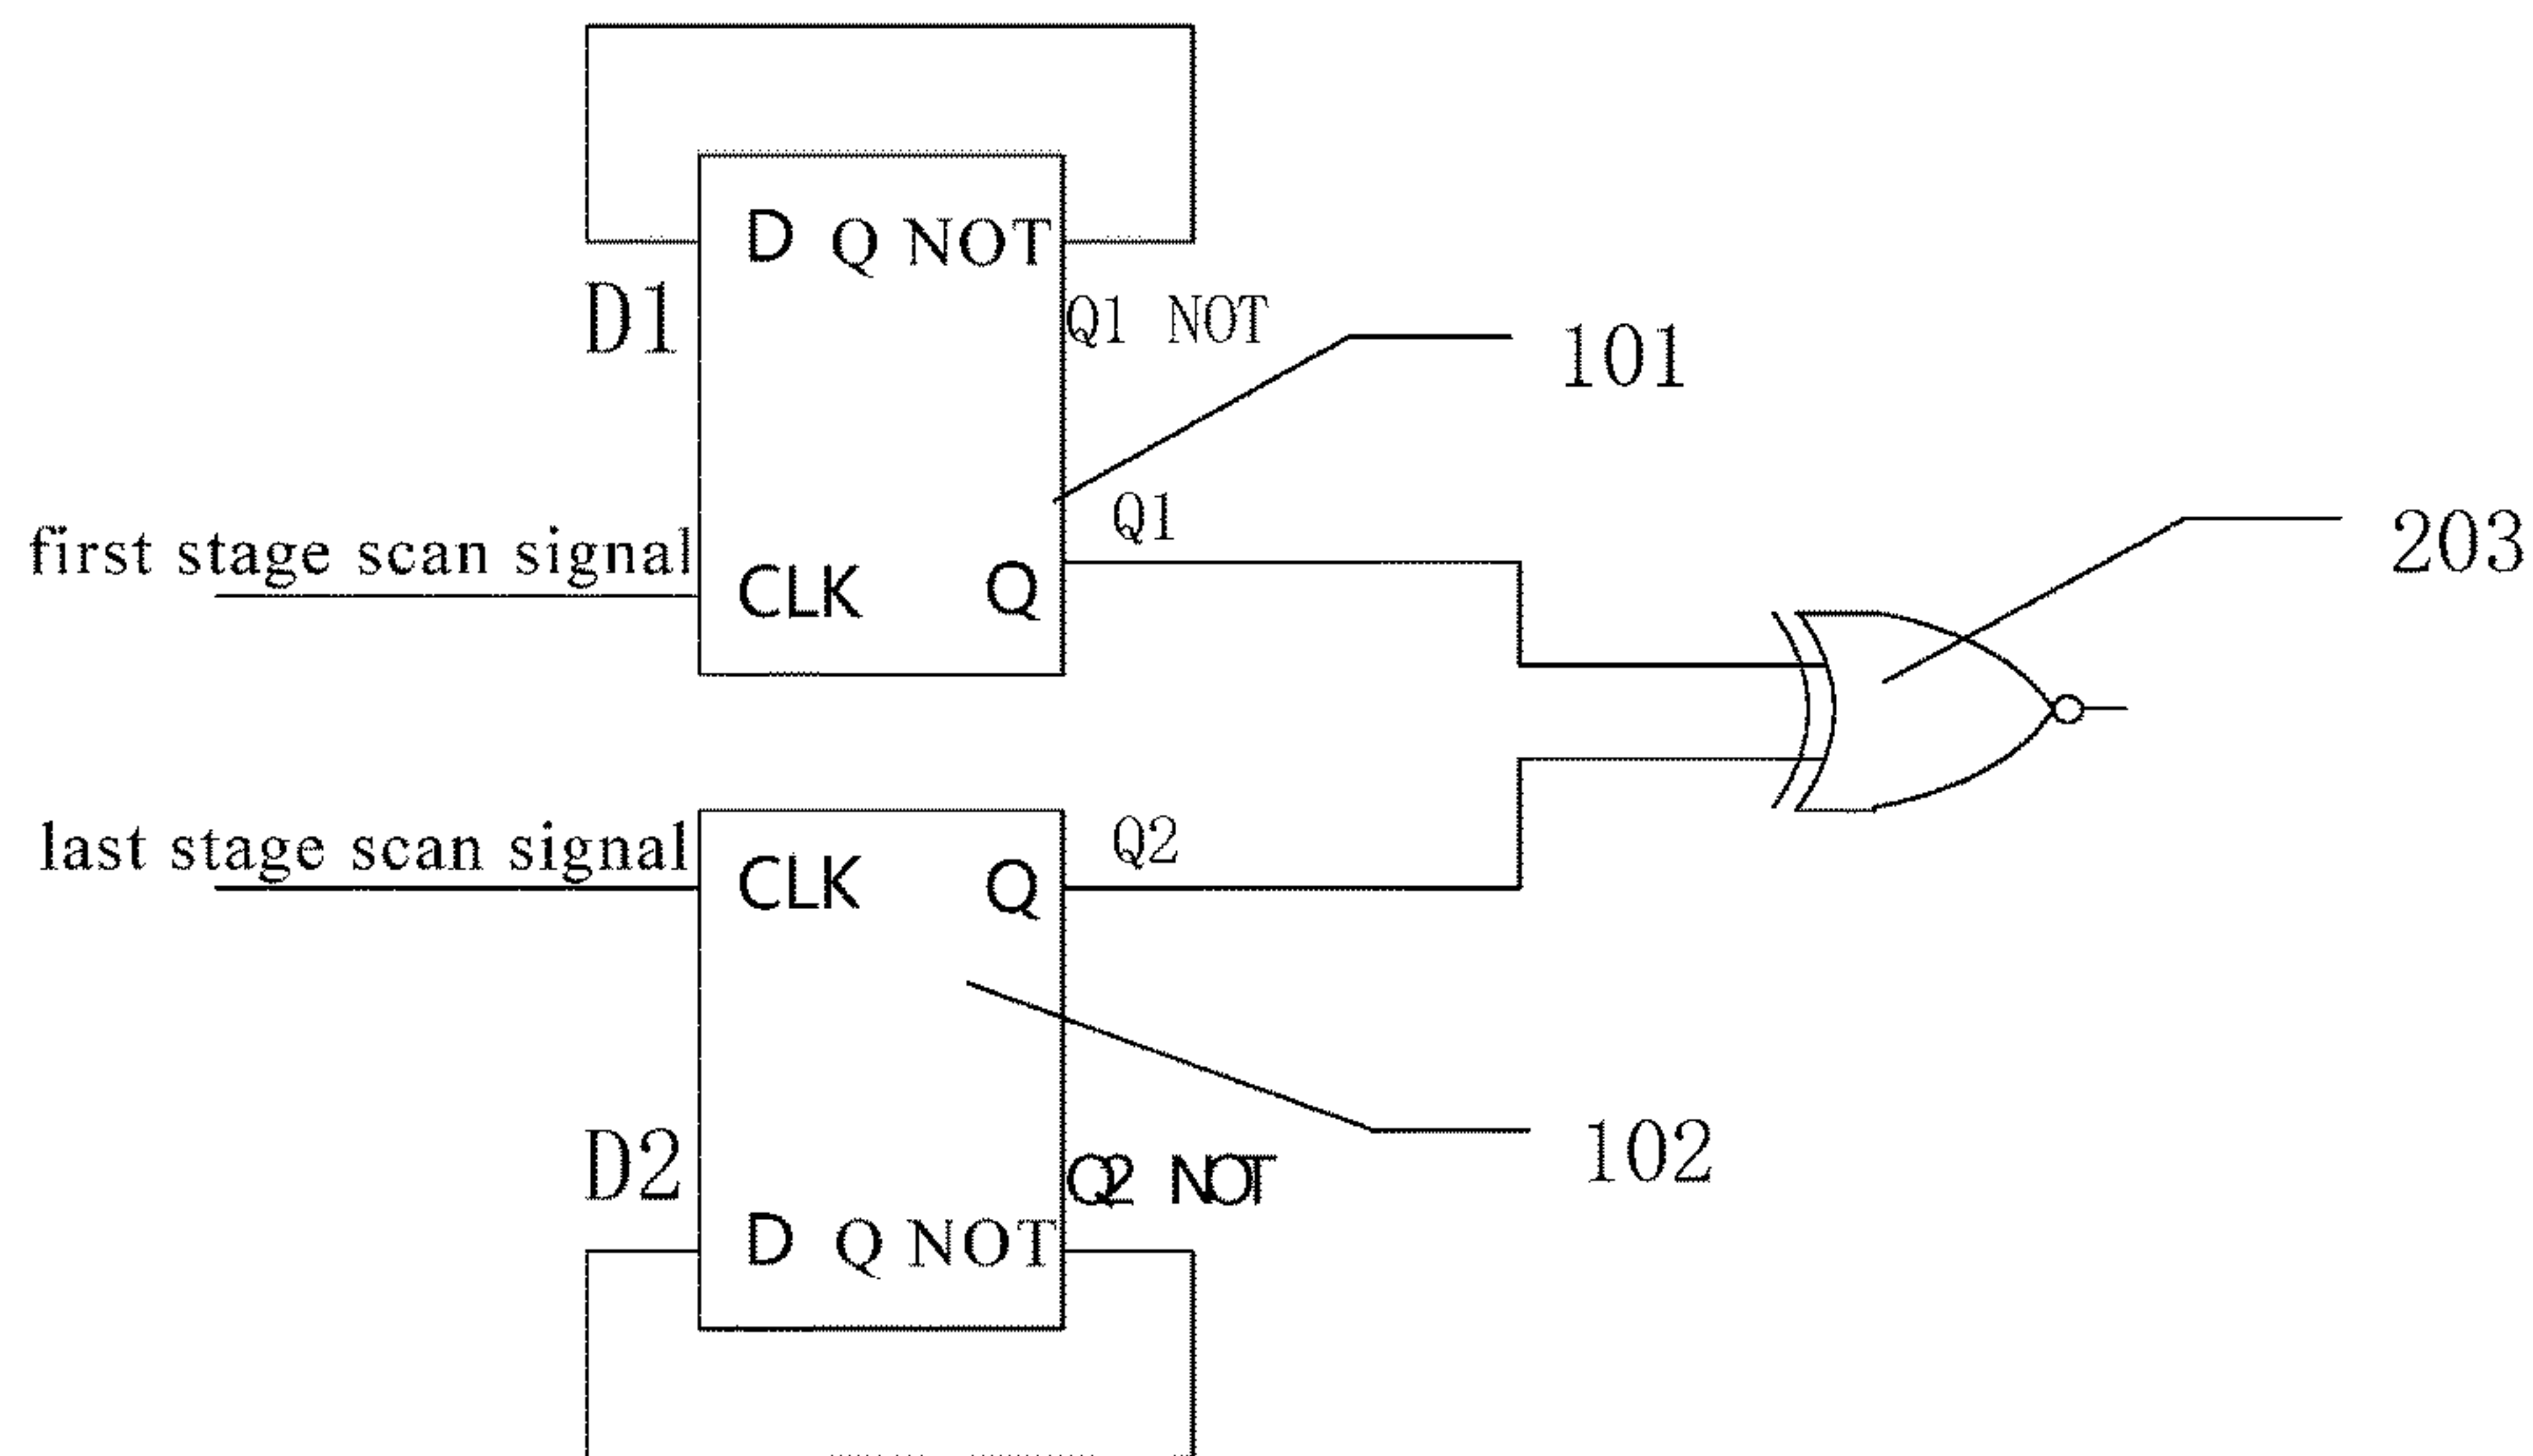 D Q NOT
D1
Q1 NOT
101
Q1
first stage scan signal
203
CLK Q
last stage scan signal
Q2
CLK Q
102
D2
Q2 NOT
D Q NOT